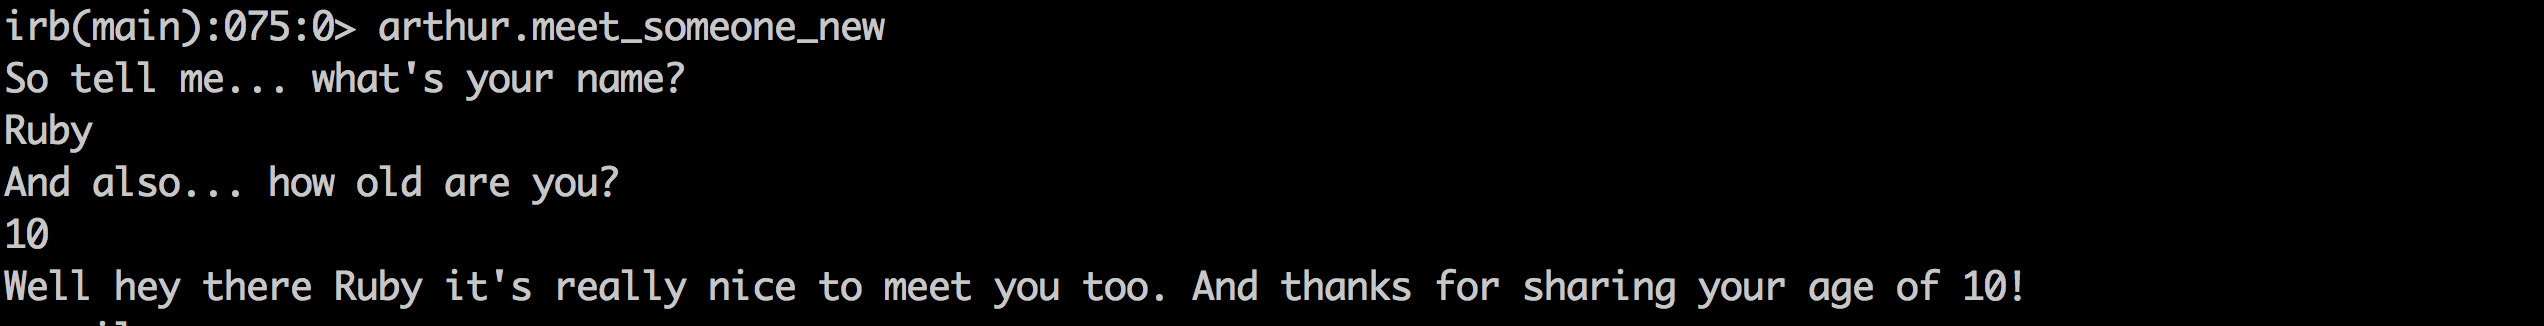 irb(main):075:0> arthur.meet_someone_new
So tell me... what's your name?
Ruby
And also... how old are you?
10
Well hey there Ruby it's really nice to meet you too. And thanks for sharing your age of 10!